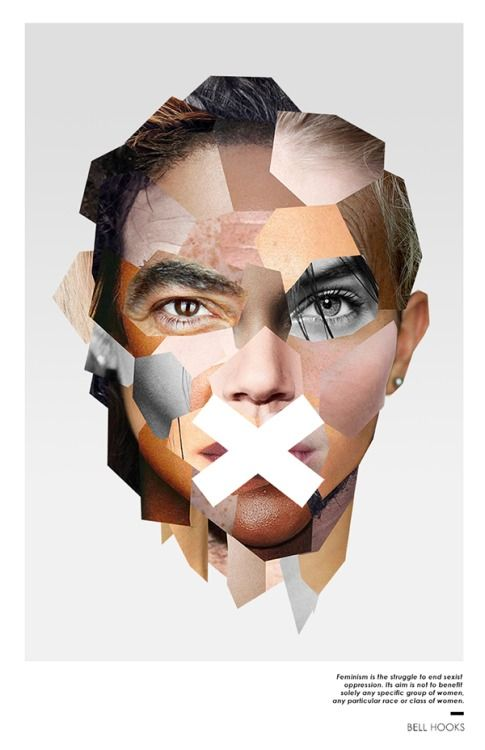 Feminism is the struggle to end sexist
oppression. Its aim is not to benefit
solely any specific group of women,
any particular race or class of women.
BELL HOOKS